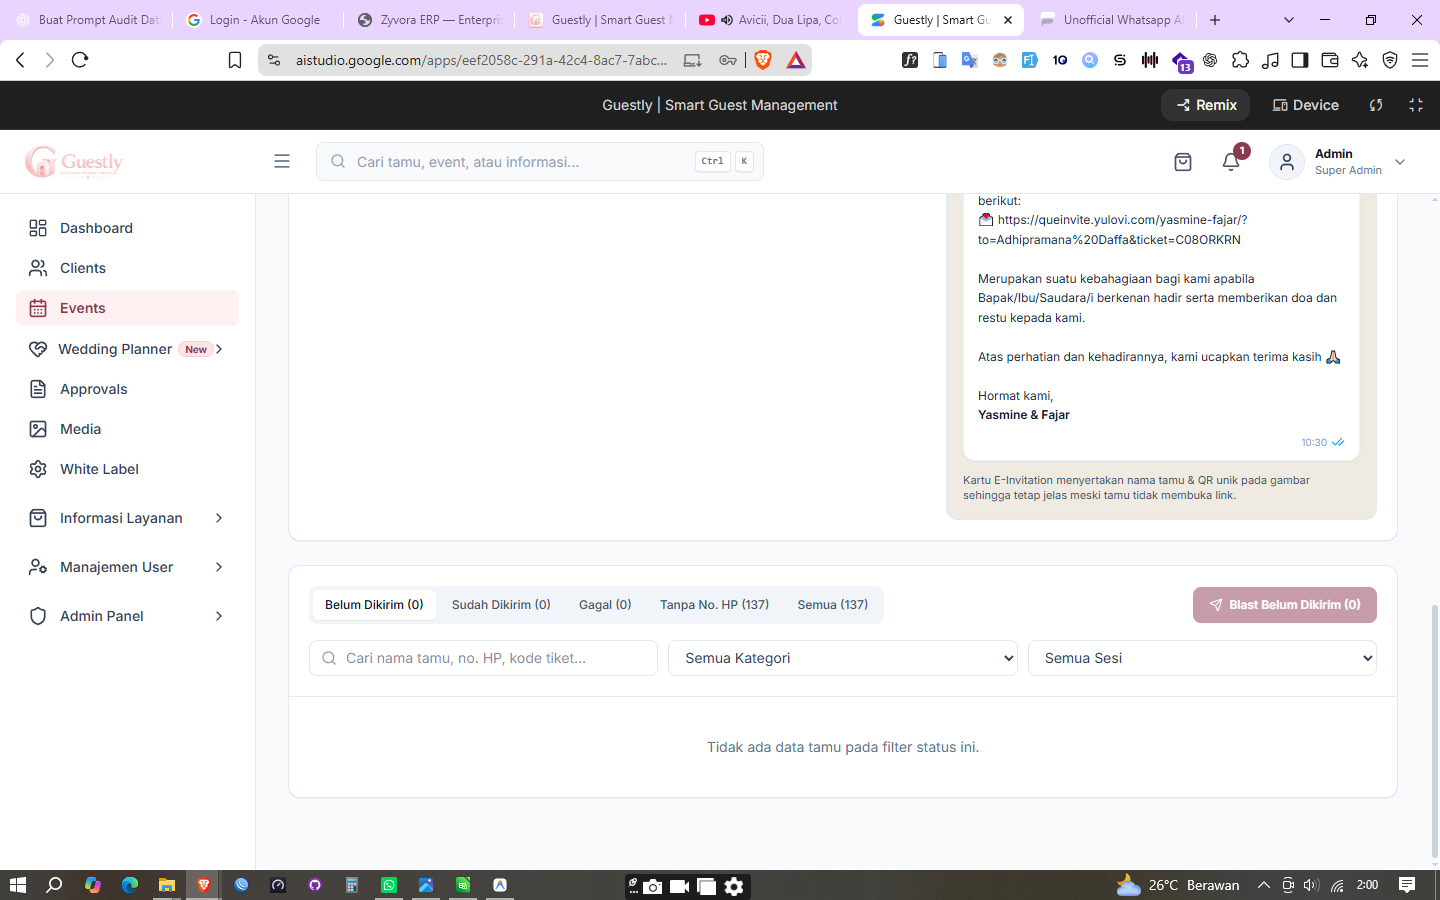 Buat Prompt Audit Dat
Login - Akun Google
Zyvora ERP — Enterpris
Guestly | Smart Guest M
Avicii, Dua Lipa, Col
Guestly | Smart Gu
Unofficial Whatsapp A
aistudio.google.com/apps/eef2058c-291a-42c4-8ac7-7abc...
13
Guestly | Smart Guest Management
Remix
Device
Guestly
Cari tamu, event, atau informasi...
Ctrl K
1
Admin
Super Admin
Dashboard
Clients
Events
Wedding Planner New
Approvals
Media
White Label
Informasi Layanan
Manajemen User
Admin Panel
berikut:
💌 https://queinvite.yulovi.com/yasmine-fajar/?
to=Adhipramana%20Daffa&ticket=C08ORKRN
Merupakan suatu kebahagiaan bagi kami apabila
Bapak/Ibu/Saudara/i berkenan hadir serta memberikan doa dan
restu kepada kami.
Atas perhatian dan kehadirannya, kami ucapkan terima kasih 🙏🏻
Hormat kami,
Yasmine & Fajar
10:30
Kartu E-Invitation menyertakan nama tamu & QR unik pada gambar
sehingga tetap jelas meski tamu tidak membuka link.
Belum Dikirim (0)
Sudah Dikirim (0)
Gagal (0)
Tanpa No. HP (137)
Semua (137)
Blast Belum Dikirim (0)
Cari nama tamu, no. HP, kode tiket...
Semua Kategori
Semua Sesi
Tidak ada data tamu pada filter status ini.
26°C Berawan
2:00